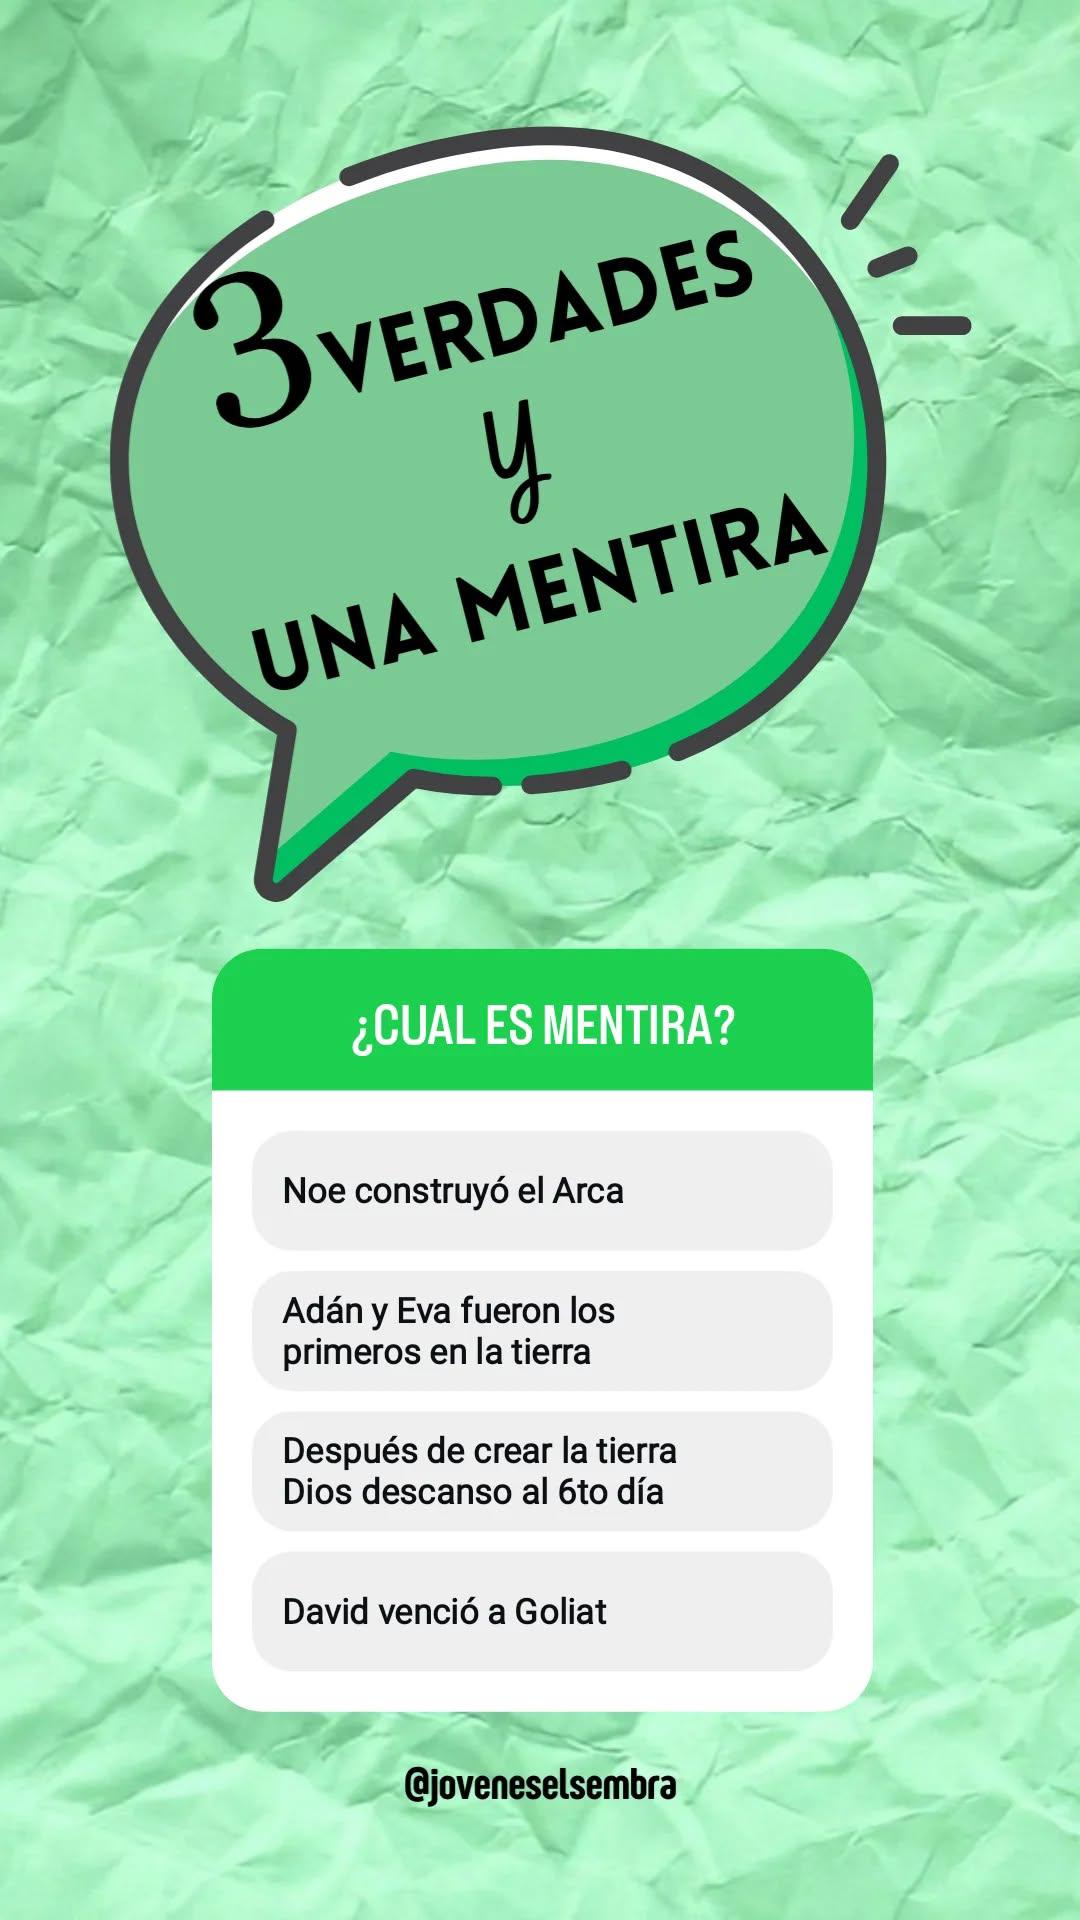 3 VERDADES
y
UNA MENTIRA
¿CUAL ES MENTIRA?
Noe construyó el Arca
Adán y Eva fueron los
primeros en la tierra
Después de crear la tierra
Dios descanso al 6to día
David venció a Goliat
@joveneselsembra